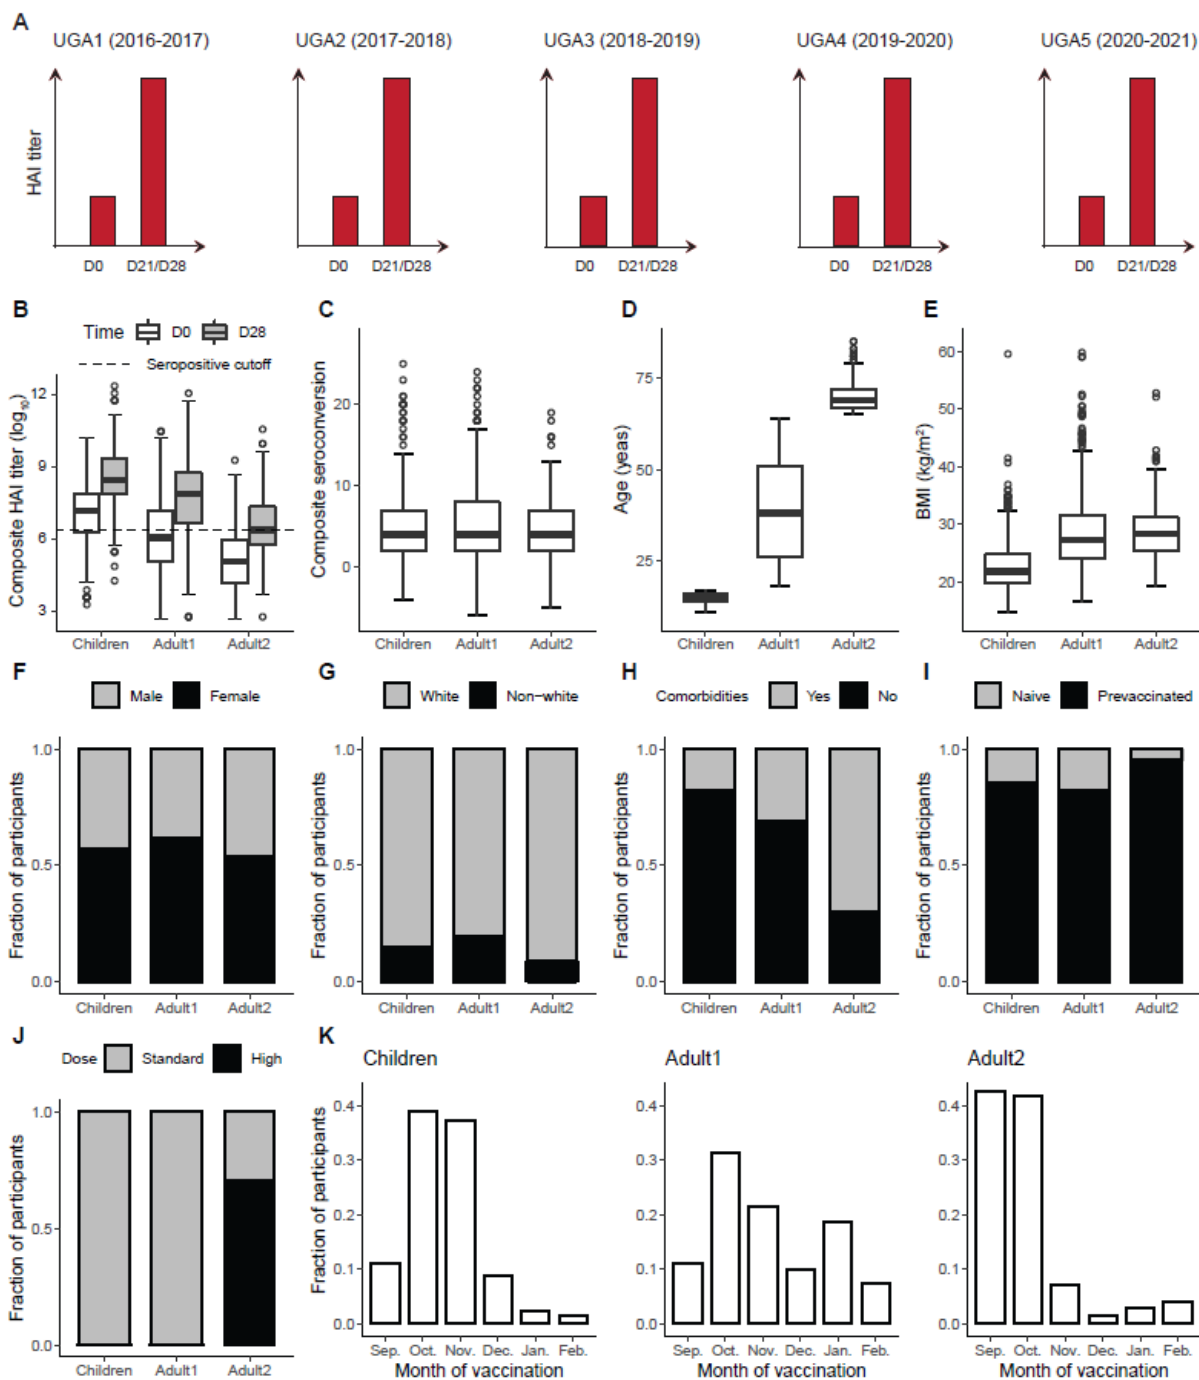 A
UGA1 (2016-2017) UGA2 (2017-2018) UGA3 (2018-2019) UGA4 (2019-2020) UGA5 (2020-2021)
HAI titer
D0 D21/D28 D0 D21/D28 D0 D21/D28 D0 D21/D28 D0 D21/D28
B
Time D0 D28
Seropositive cutoff
Composite HAI titer (log10)
12
9
6
3
Children Adult1 Adult2
C
Composite seroconversion
20
10
0
Children Adult1 Adult2
D
Age (yeas)
75
50
25
Children Adult1 Adult2
E
BMI (kg/m²)
60
50
40
30
20
Children Adult1 Adult2
F
Male Female
Fraction of participants
1.0
0.5
0.0
Children Adult1 Adult2
G
White Non-white
Fraction of participants
1.0
0.5
0.0
Children Adult1 Adult2
H
Comorbidities Yes No
Fraction of participants
1.0
0.5
0.0
Children Adult1 Adult2
I
Naive Prevaccinated
Fraction of participants
1.0
0.5
0.0
Children Adult1 Adult2
J
Dose Standard High
Fraction of participants
1.0
0.5
0.0
Children Adult1 Adult2
K
Children
Fraction of participants
0.4
0.3
0.2
0.1
0.0
Sep. Oct. Nov. Dec. Jan. Feb.
Month of vaccination
Adult1
0.4
0.3
0.2
0.1
0.0
Sep. Oct. Nov. Dec. Jan. Feb.
Month of vaccination
Adult2
0.4
0.3
0.2
0.1
0.0
Sep. Oct. Nov. Dec. Jan. Feb.
Month of vaccination